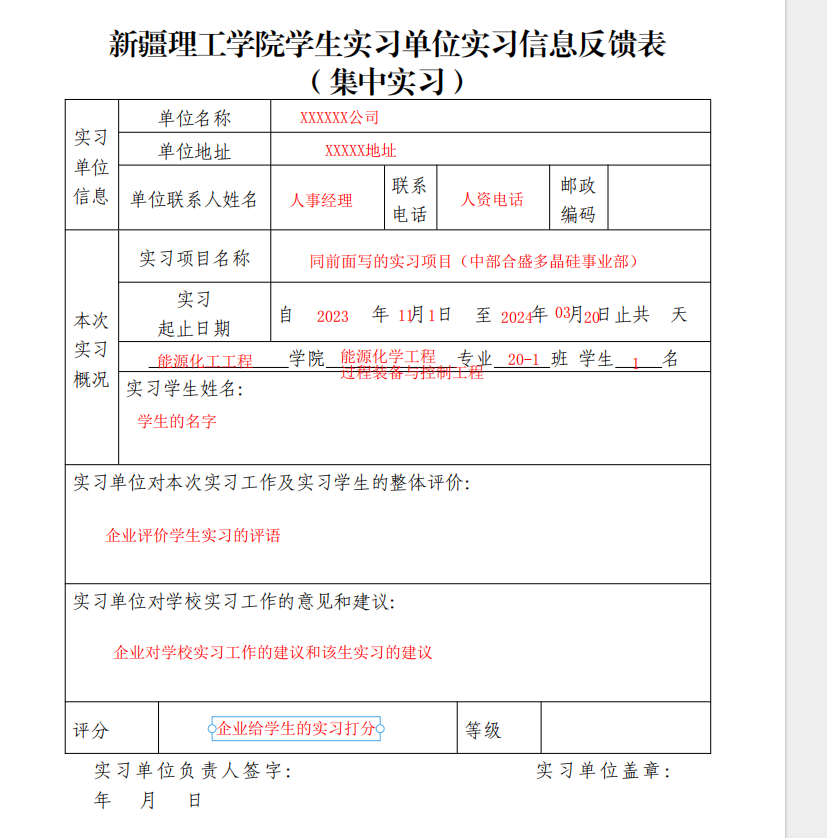 新疆理工学院学生实习单位实习信息反馈表
（集中实习）
实习单位信息
单位名称 XXXXXX公司
单位地址 XXXXX地址
单位联系人姓名 人事经理 联系电话 人资电话 邮政编码
本次实习概况
实习项目名称 同前面写的实习项目（中部合盛多晶硅事业部）
实习起止日期 自 2023 年 11月1日 至 2024年 03月20日止共 天
能源化工工程 学院 能源化学工程 专业 20-1 班 学生 1 名
过程装备与控制工程
实习学生姓名：
学生的名字
实习单位对本次实习工作及实习学生的整体评价：
企业评价学生实习的评语
实习单位对学校实习工作的意见和建议：
企业对学校实习工作的建议和该生实习的建议
评分 企业给学生的实习打分 等级
实习单位负责人签字： 实习单位盖章：
年 月 日